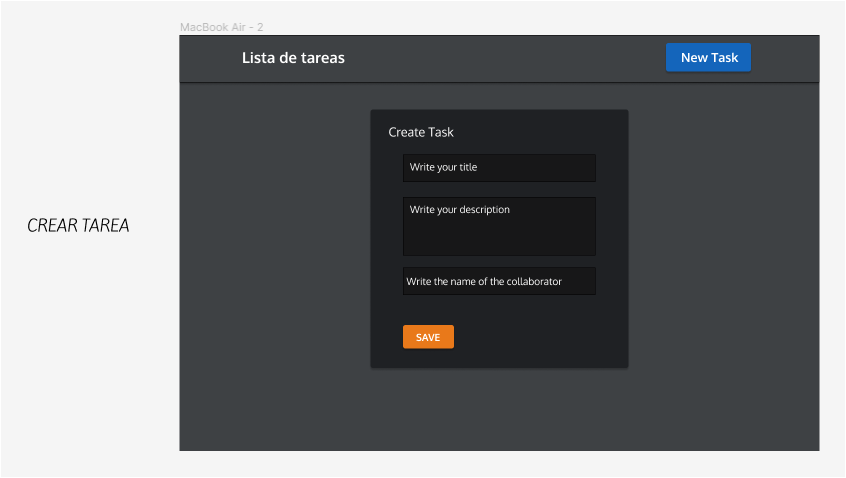 MacBook Air - 2
Lista de tareas
New Task
Create Task
Write your title
Write your description
CREAR TAREA
Write the name of the collaborator
SAVE